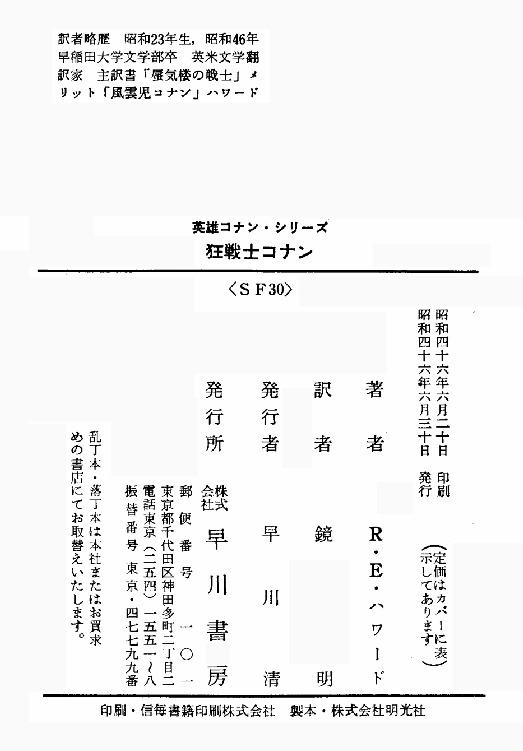 訳者略歴　昭和23年生，昭和46年
早稲田大学文学部卒　英米文学翻
訳家　主訳書「蜃気楼の戦士」メ
リット「風雲児コナン」ハワード
英雄コナン・シリーズ
狂戦士コナン
〈ＳＦ30〉
昭和四十六年六月二十日　印刷
昭和四十六年六月三十日　発行
（定価はカバーに表
示してあります）
著者　Ｒ・Ｅ・ハワード
訳者　鏡明
発行者　早川清
発行所　株式会社　早川書房
郵便番号　一〇一
東京都千代田区神田多町二丁目二
電話東京（二五四）一五五一～八
振替番号　東京・四七七九九番
乱丁本・落丁本は本社またはお買求
めの書店にてお取替えいたします。
印刷・信毎書籍印刷株式会社　製本・株式会社明光社